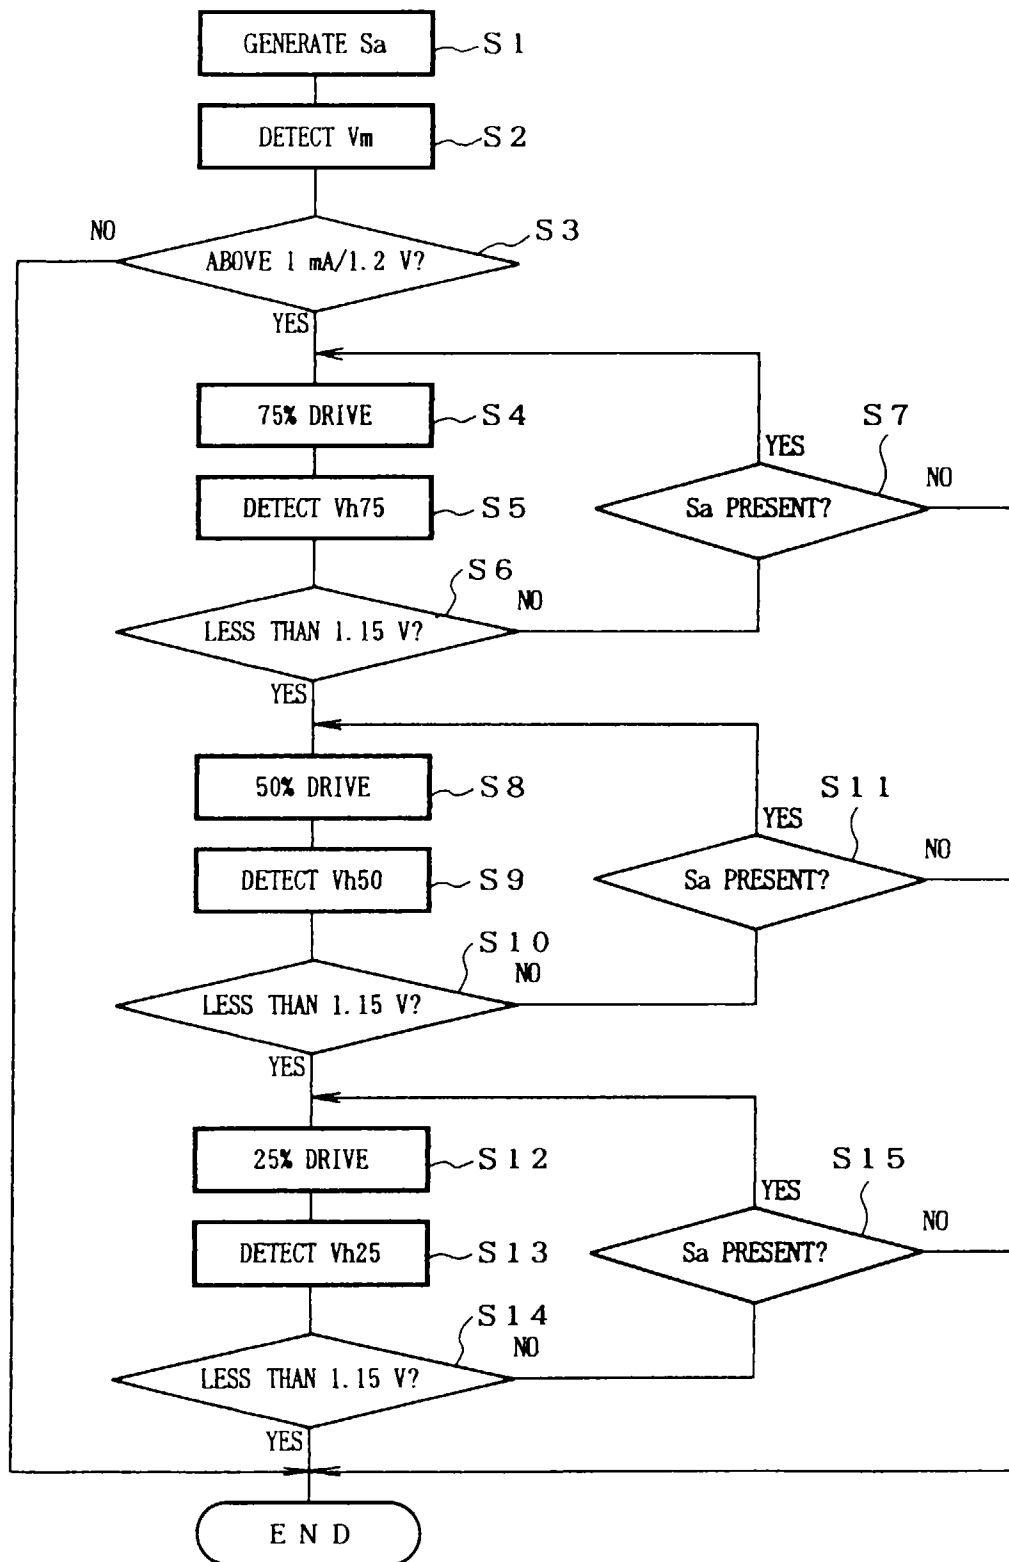 GENERATE Sa
S1
DETECT Vm
S2
NO
S3
ABOVE 1 mA/1.2 V?
YES
75% DRIVE
S4
S7
YES
NO
DETECT Vh75
S5
Sa PRESENT?
S6
NO
LESS THAN 1.15 V?
YES
50% DRIVE
S8
S11
YES
NO
DETECT Vh50
S9
Sa PRESENT?
S10
NO
LESS THAN 1.15 V?
YES
25% DRIVE
S12
S15
YES
NO
DETECT Vh25
S13
Sa PRESENT?
S14
NO
LESS THAN 1.15 V?
YES
END